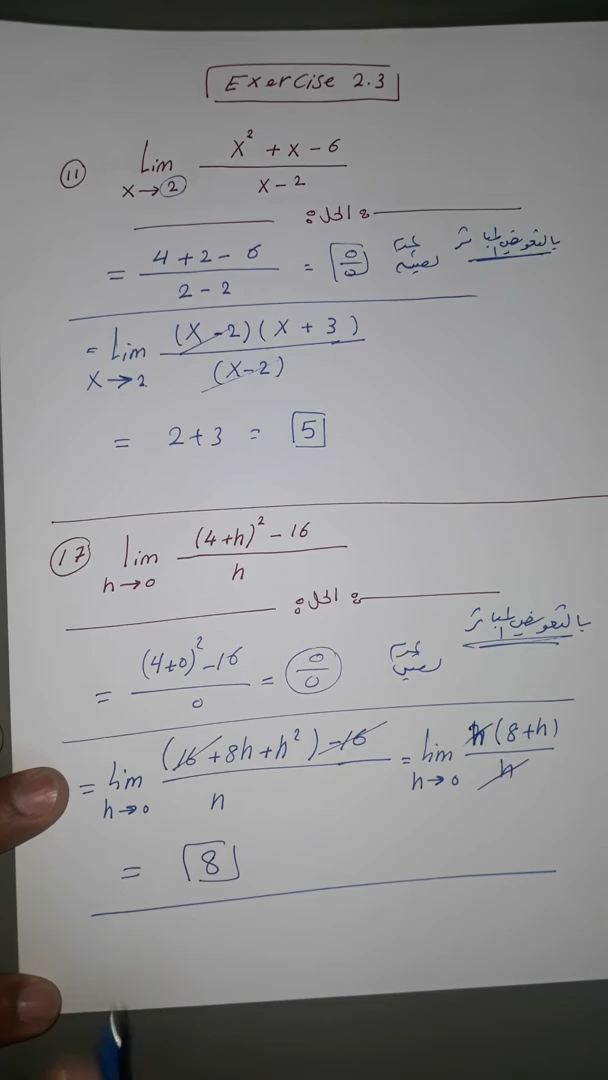 Exercise 2.3
11 Lim x→2 x² + x - 6 / x - 2
الحل:
= 4 + 2 - 6 / 2 - 2 = 0/0 بالتعويض المباشر
= Lim x→2 (x-2)(x+3) / (x-2)
= 2+3 = 5
17 lim h→0 (4+h)² - 16 / h
الحل:
= (4+0)² - 16 / 0 = 0/0 بالتعويض المباشر
= lim h→0 (16 + 8h + h²) - 16 / h = lim h→0 h(8+h) / h
= 8